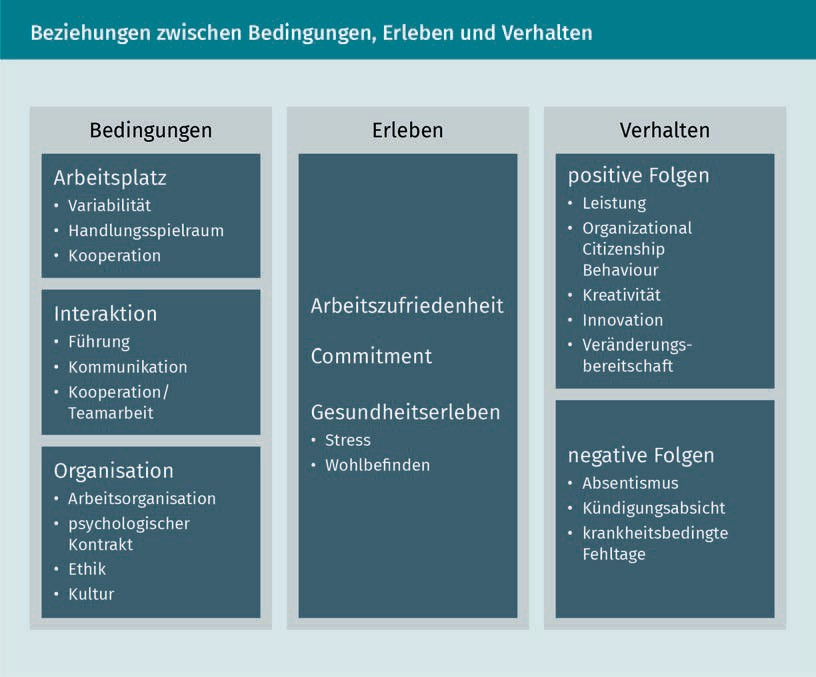 Beziehungen zwischen Bedingungen, Erleben und Verhalten
Bedingungen
Arbeitsplatz
• Variabilität
• Handlungsspielraum
• Kooperation
Interaktion
• Führung
• Kommunikation
• Kooperation/
Teamarbeit
Organisation
• Arbeitsorganisation
• psychologischer
Kontrakt
• Ethik
• Kultur
Erleben
Arbeitszufriedenheit
Commitment
Gesundheitserleben
• Stress
• Wohlbefinden
Verhalten
positive Folgen
• Leistung
• Organizational
Citizenship
Behaviour
• Kreativität
• Innovation
• Veränderungs-
bereitschaft
negative Folgen
• Absentismus
• Kündigungsabsicht
• krankheitsbedingte
Fehltage